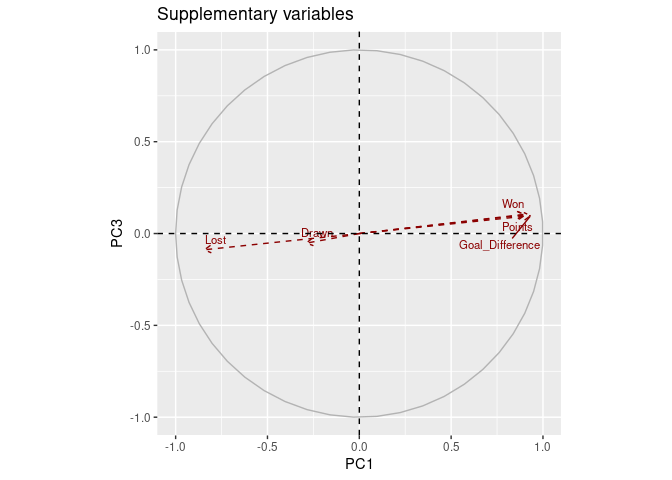 Supplementary variables
1.0
0.5
0.0
-0.5
-1.0
PC3
Won
Points
Goal_Difference
Drawn
Lost
-1.0 -0.5 0.0 0.5 1.0
PC1